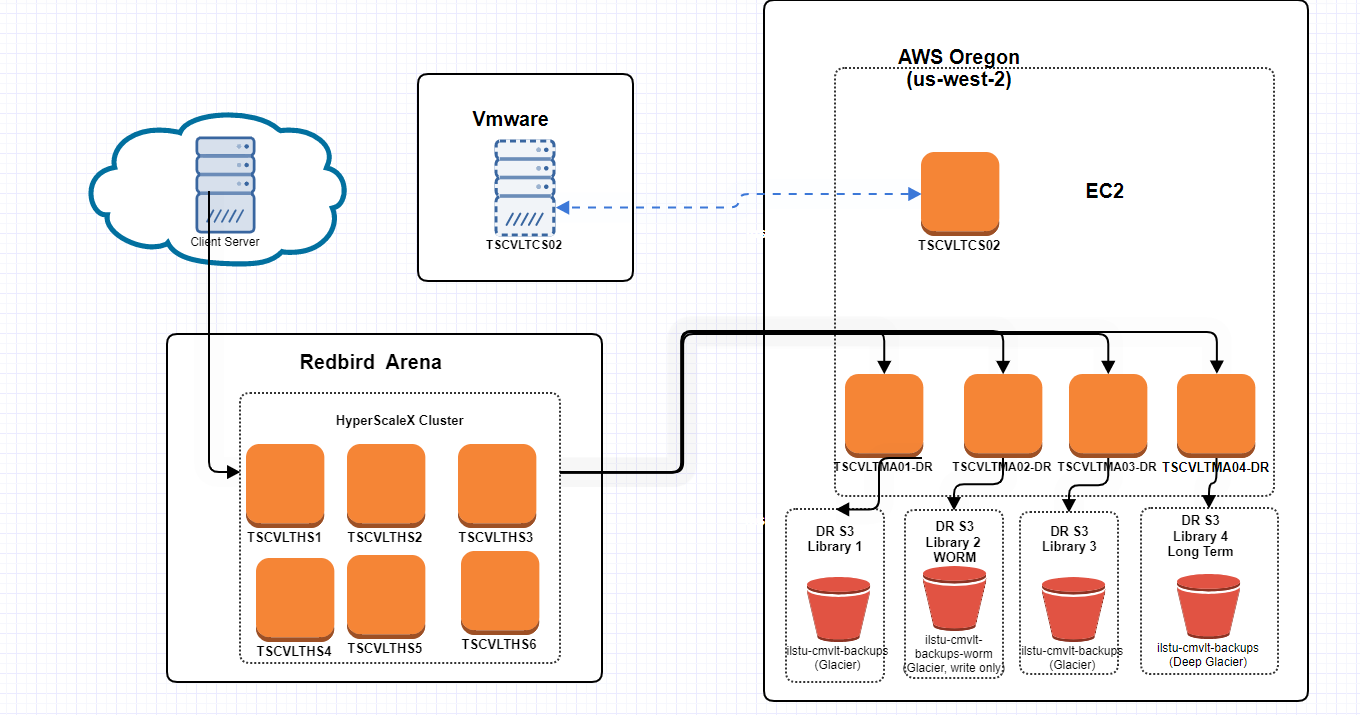 AWS Oregon
(us-west-2)
Vmware
EC2
Client Server
TSCVLTCS02
TSCVLTCS02
Redbird Arena
HyperScaleX Cluster
TSCVLTHS1
TSCVLTHS2
TSCVLTHS3
TSCVLTHS4
TSCVLTHS5
TSCVLTHS6
TSCVLTMA01-DR
TSCVLTMA02-DR
TSCVLTMA03-DR
TSCVLTMA04-DR
DR S3
Library 1
ilstu-cmvlt-backups
(Glacier)
DR S3
Library 2
WORM
ilstu-cmvlt-
backups-worm
(Glacier, write only)
DR S3
Library 3
ilstu-cmvlt-backups
(Glacier)
DR S3
Library 4
Long Term
ilstu-cmvlt-backups
(Deep Glacier)